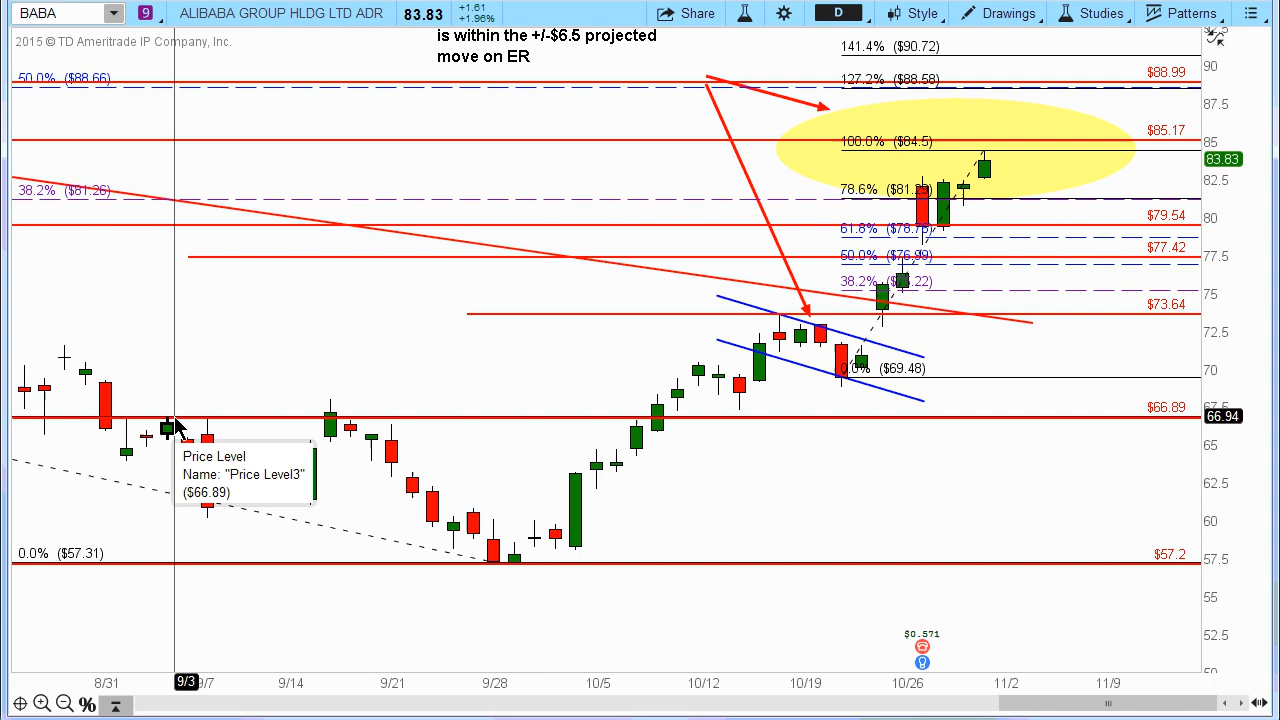 BABA 9 ALIBABA GROUP HLDG LTD ADR 83.83 +1.61 +1.96% Share D Style Drawings Studies Patterns
2015 © TD Ameritrade IP Company, Inc.
is within the +/-$6.5 projected
move on ER
141.4% ($90.72)
90
50.0% ($88.66) 127.2% ($88.58) $88.99
87.5
$85.17
100.0% ($84.5) 85
83.83
82.5
38.2% ($81.26) 78.6%
80
$79.54
61.8%
77.5
$77.42
50.0% ($76.99)
38.2%
75
$73.64
72.5
70
0.0% ($69.48)
$66.89
66.94
65
Price Level
Name: "Price Level3"
($66.89)
62.5
60
57.5
0.0% ($57.31) $57.2
55
52.5
$0.571
8/31 9/3 9/7 9/14 9/21 9/28 10/5 10/12 10/19 10/26 11/2 11/9
%